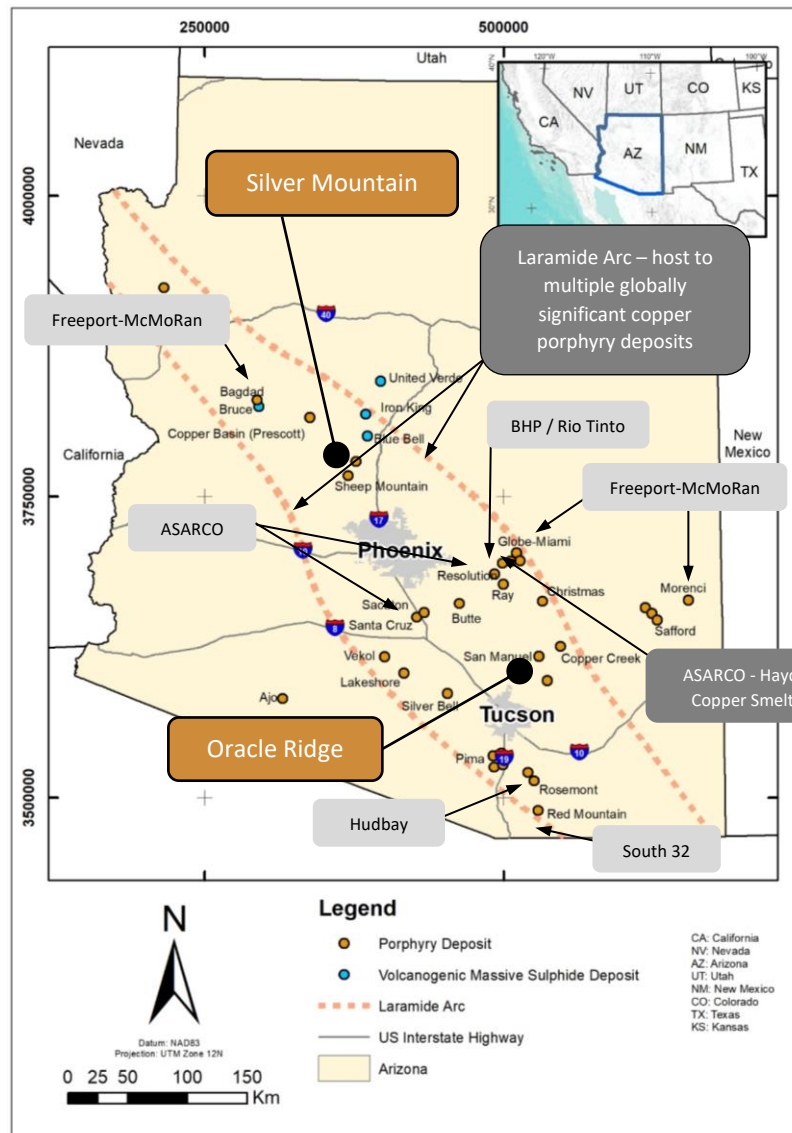 250000
500000
Utah
Nevada
4000000
3750000
3500000
120°W
110°W
100°W
40°N
30°N
NV
UT
CO
KS
CA
AZ
NM
TX
Silver Mountain
Laramide Arc – host to
multiple globally
significant copper
porphyry deposits
Freeport-McMoRan
40
United Verde
Bagdad
Bruce
Iron King
Copper Basin (Prescott)
Blue Bell
BHP / Rio Tinto
New
Mexico
California
Sheep Mountain
Freeport-McMoRan
ASARCO
17
Globe-Miami
Phoenix
Resolution
Morenci
Ray
Christmas
Sacaton
Santa Cruz
Butte
Safford
8
Vekol
San Manuel
Copper Creek
Lakeshore
ASARCO - Hayd
Copper Smelt
Ajo
Silver Bell
Tucson
Oracle Ridge
10
Pima
19
Rosemont
Hudbay
Red Mountain
South 32
N
Datum: NAD83
Projection: UTM Zone 12N
0 25 50 100 150
Km
Legend
Porphyry Deposit
Volcanogenic Massive Sulphide Deposit
Laramide Arc
US Interstate Highway
Arizona
CA: California
NV: Nevada
AZ: Arizona
UT: Utah
NM: New Mexico
CO: Colorado
TX: Texas
KS: Kansas